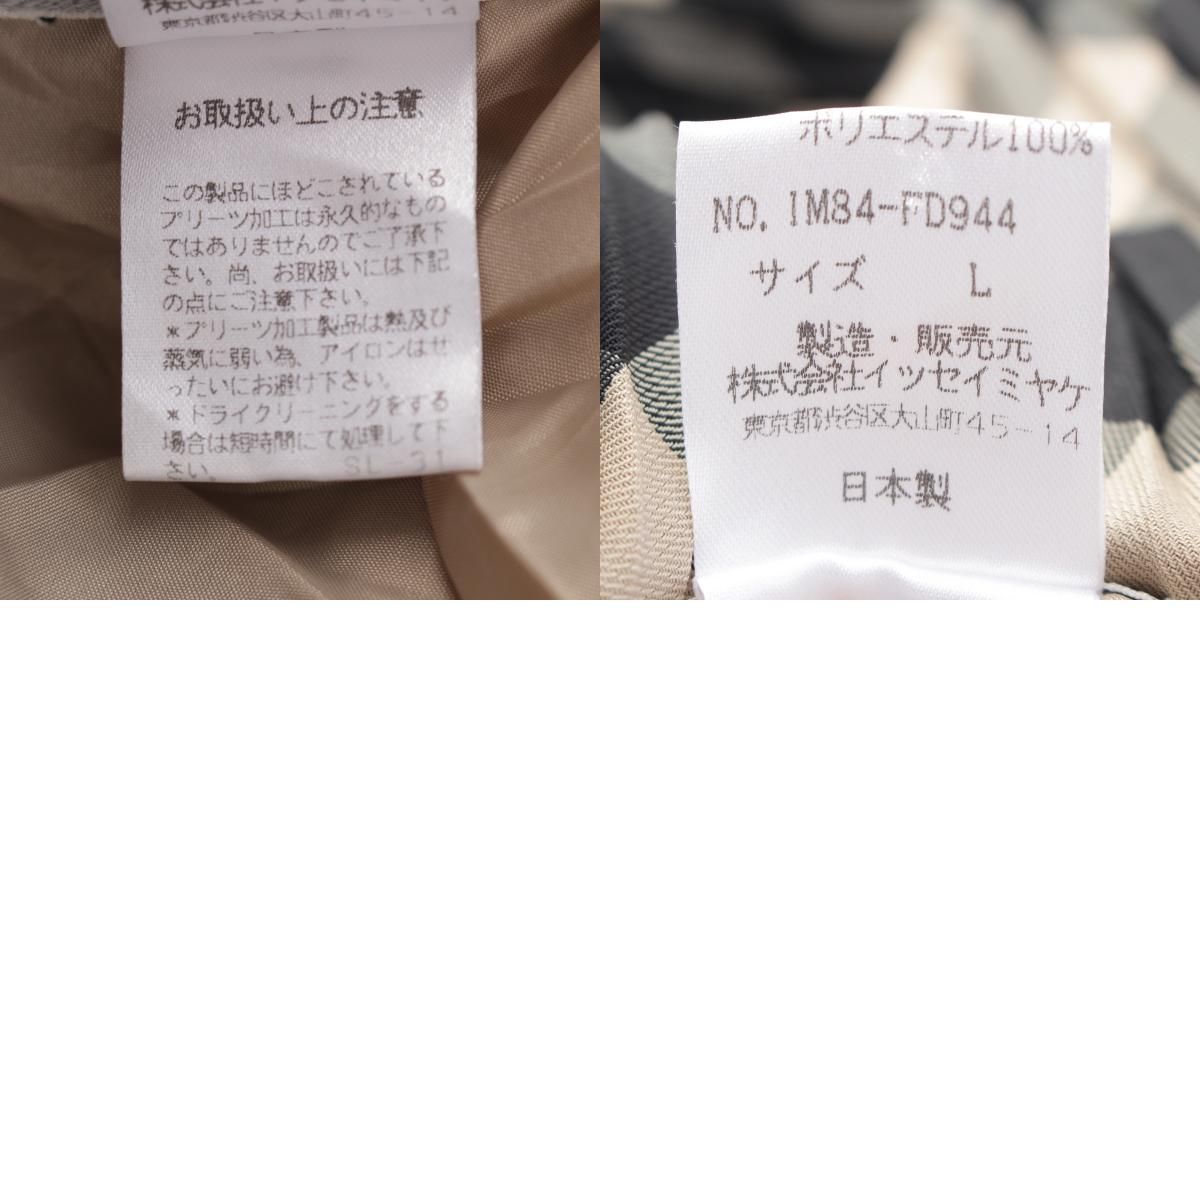 東京都渋谷区大山町45-14
お取扱い上の注意
この製品にほどこされている
プリーツ加工は永久的なもの
ではありませんのでご了承下
さい。尚、お取扱いには下記
の点にご注意下さい。
*プリーツ加工製品は熱及び
蒸気に弱い為、アイロンはぜ
ったいにお避け下さい。
*ドライクリーニングをする
場合は短時間にて処理して下
さい。 SL-31
ポリエステル100%
NO. IM84-FD944
サイズ L
製造・販売元
株式会社イッセイミヤケ
東京都渋谷区大山町45-14
日本製